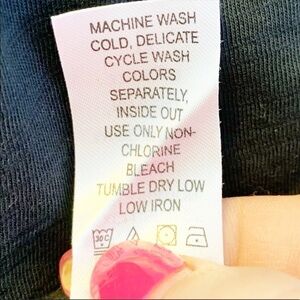 MACHINE WASH
COLD, DELICATE
CYCLE WASH
COLORS
SEPARATELY,
INSIDE OUT
USE ONLY NON-
CHLORINE
BLEACH
TUMBLE DRY LOW
LOW IRON
30C